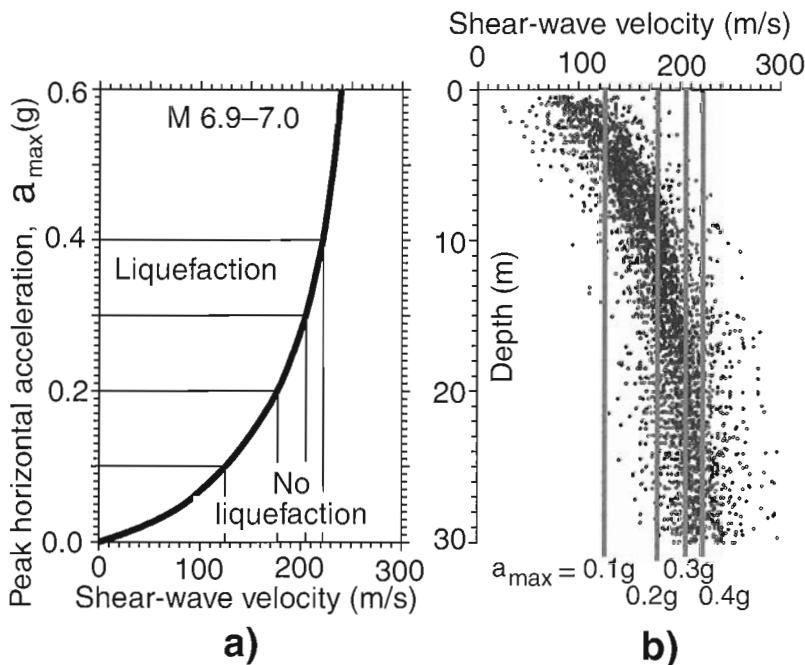 Shear-wave velocity (m/s)
0 100 200 300
0.6
M 6.9–7.0
0.4
Liquefaction
0.2
No
liquefaction
0.0
0 100 200 300
Peak horizontal acceleration, a max (g)
Shear-wave velocity (m/s)
a)
0
10
20
30
Depth (m)
a max = 0.1g 0.3g
0.2g 0.4g
b)